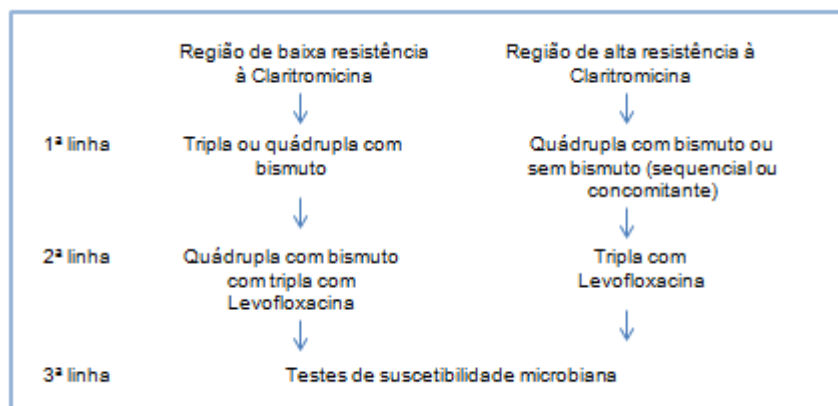 Região de baixa resistência
à Claritromicina
Região de alta resistência à
Claritromicina
1ª linha
Tripla ou quádrupla com
bismuto
Quádrupla com bismuto ou
sem bismuto (sequencial ou
concomitante)
2ª linha
Quádrupla com bismuto
com tripla com
Levofloxacina
Tripla com
Levofloxacina
3ª linha
Testes de suscetibilidade microbiana